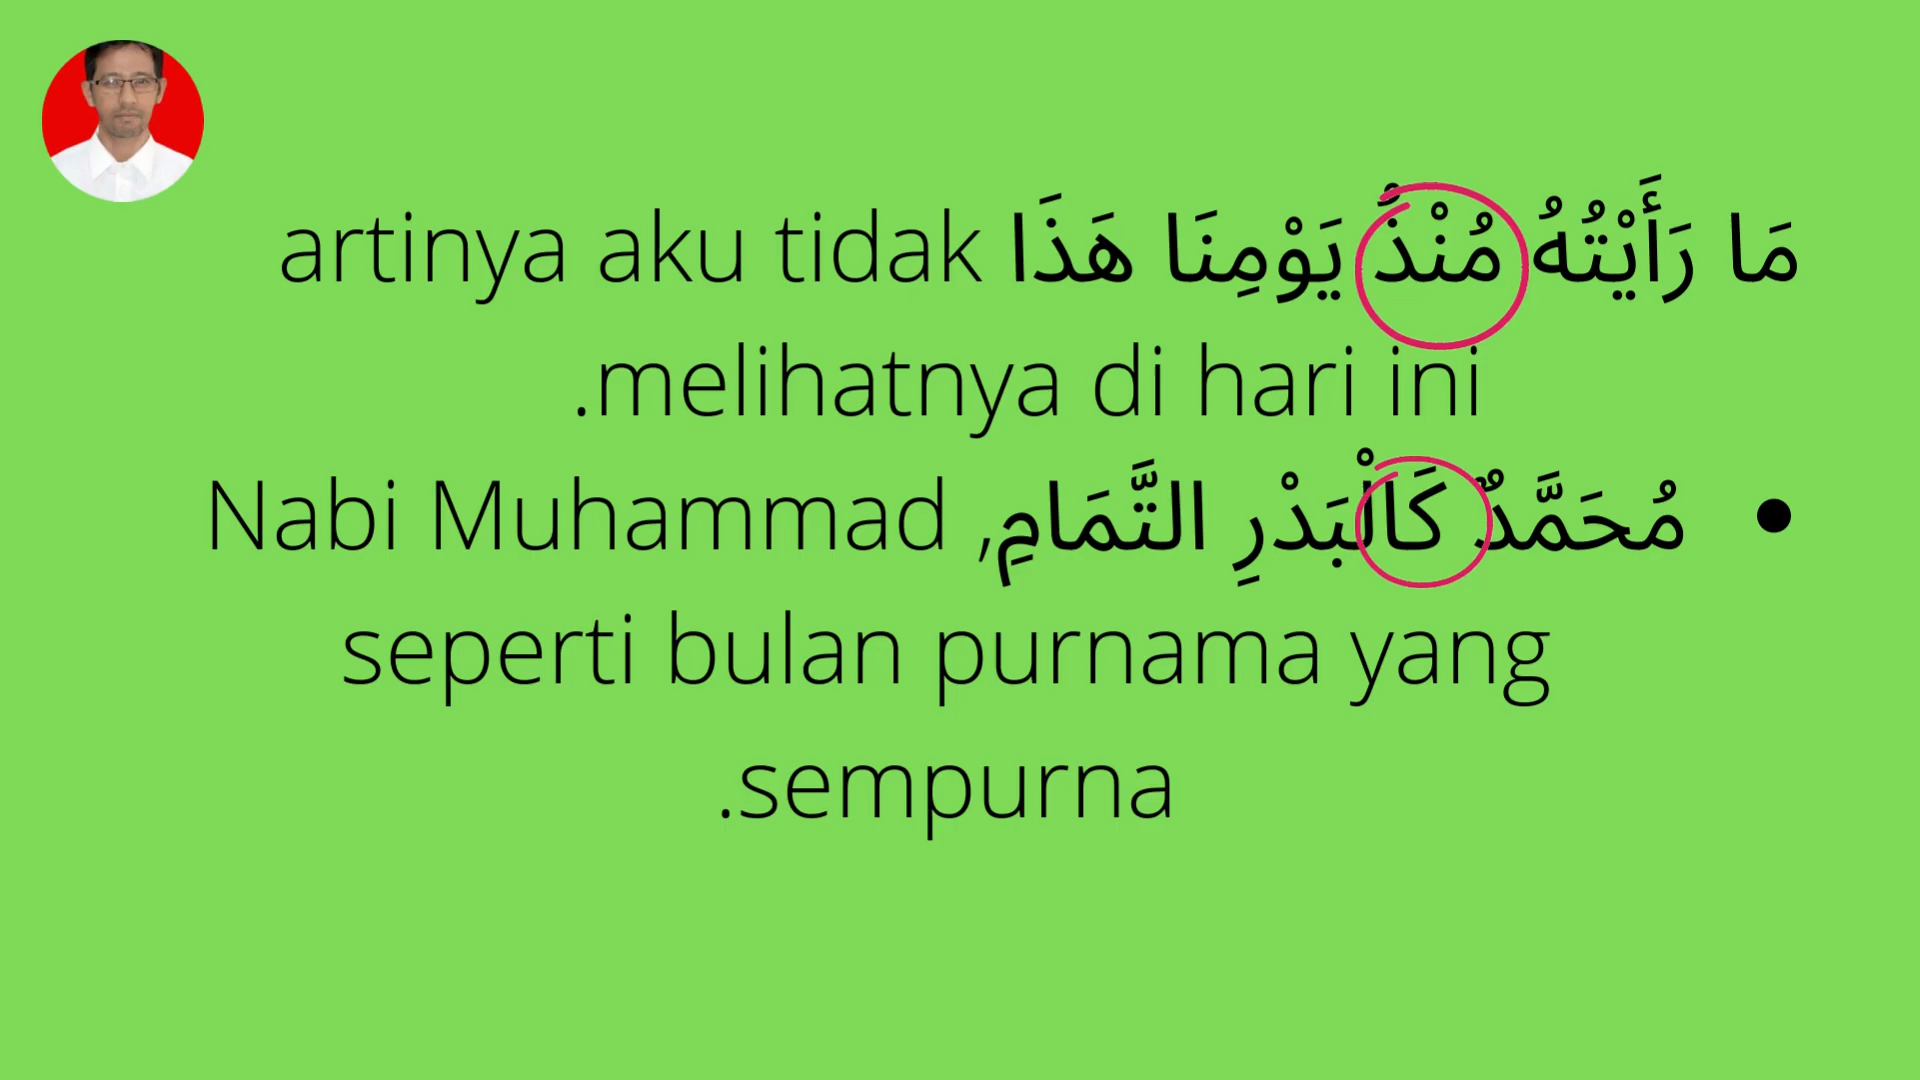 مَا رَأَيْتُهُ مُنْذُ يَوْمِنَا هَذَا artinya aku tidak
melihatnya di hari ini.
• مُحَمَّدٌ كَالْبَدْرِ التَّمَامِ, Nabi Muhammad
seperti bulan purnama yang
sempurna.